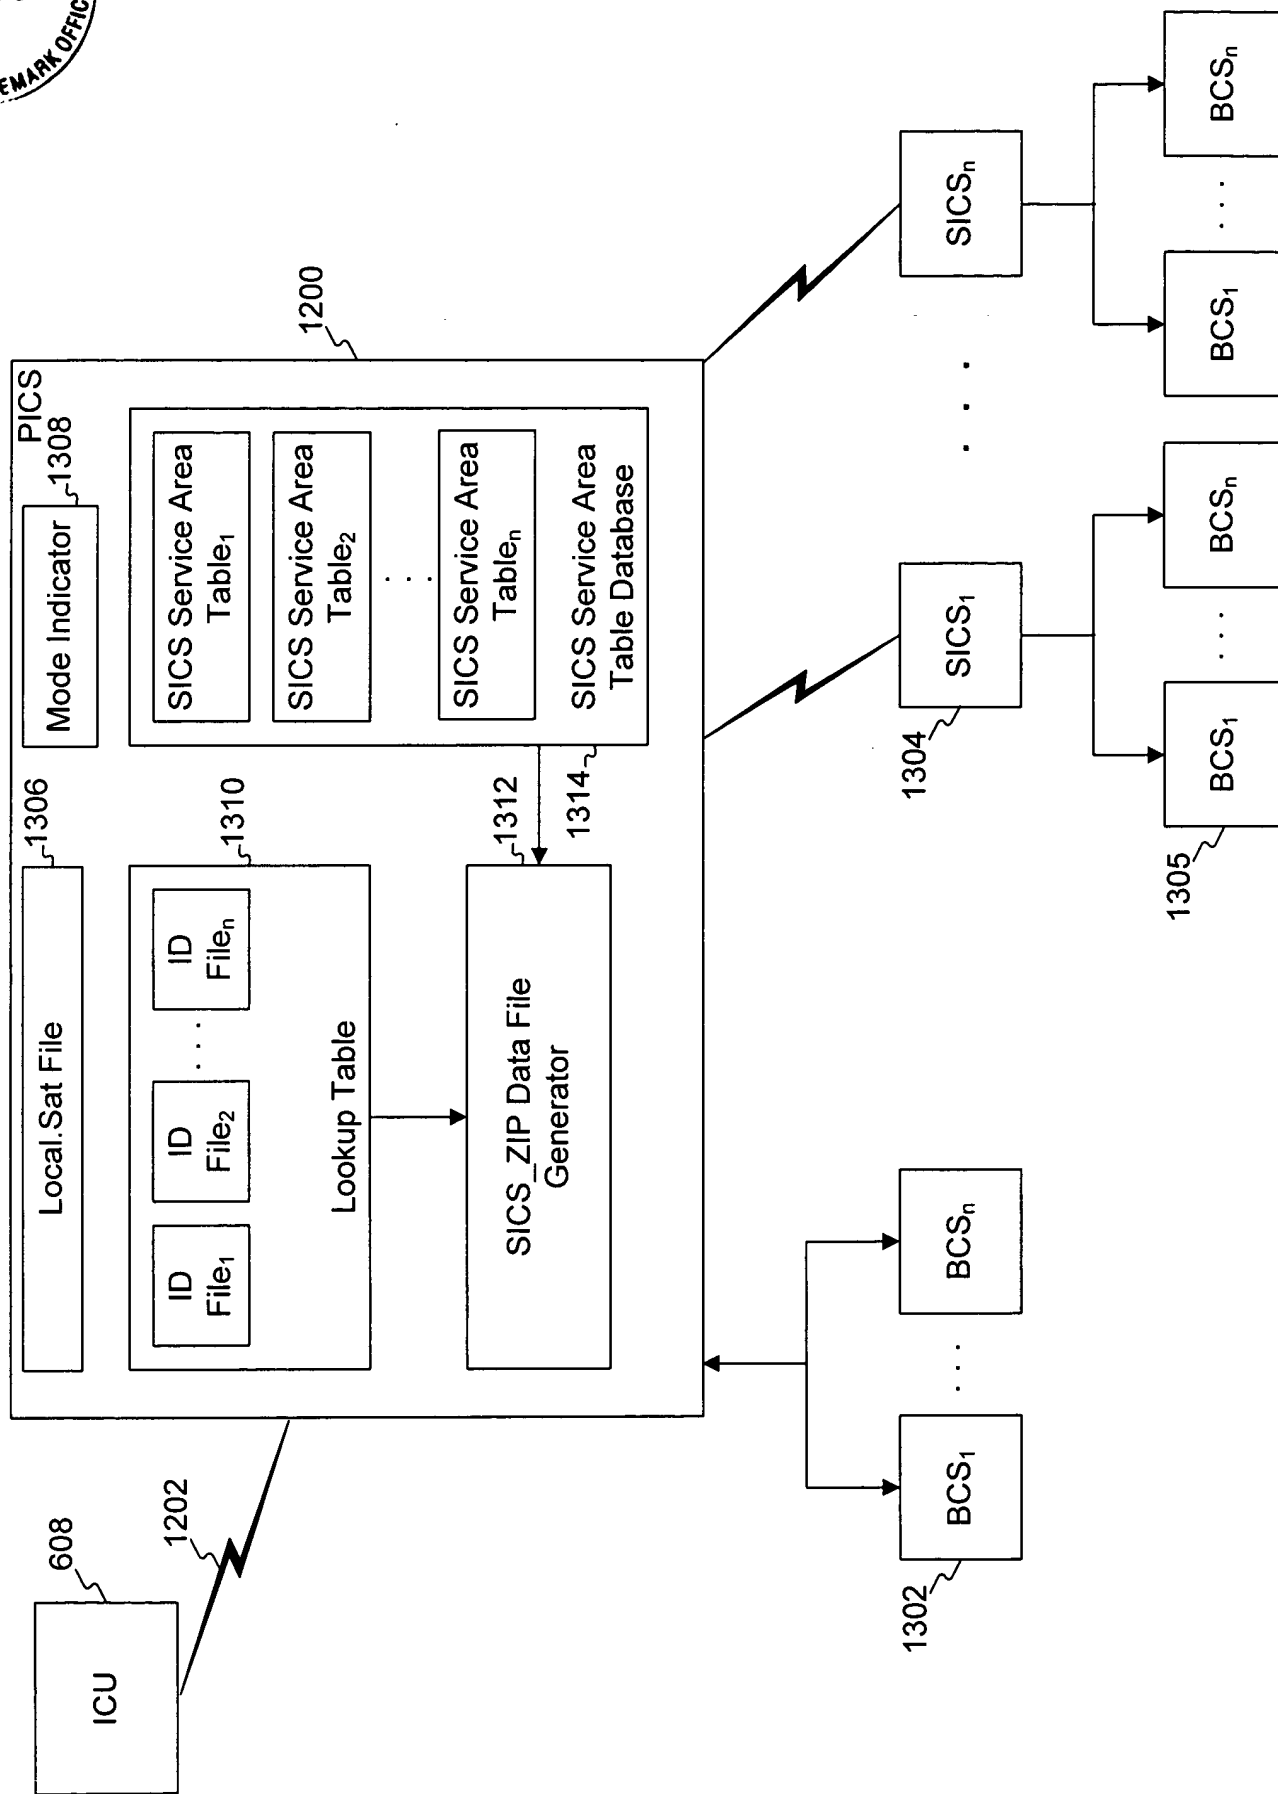 EMARK OFFIC
ICU
608
1202
PICS
1200
Local.Sat File
1306
Mode Indicator
1308
ID
File₁
ID
File₂
. . . .
ID
Fileₙ
Lookup Table
1310
SICS_ZIP Data File
Generator
1312
SICS Service Area
Table₁
SICS Service Area
Table₂
. . .
SICS Service Area
Tableₙ
SICS Service Area
Table Database
1314
BCS₁
. . .
BCSₙ
1302
SICS₁
1304
. . .
SICSₙ
BCS₁
. . .
BCSₙ
1305
BCS₁
. . .
BCSₙ